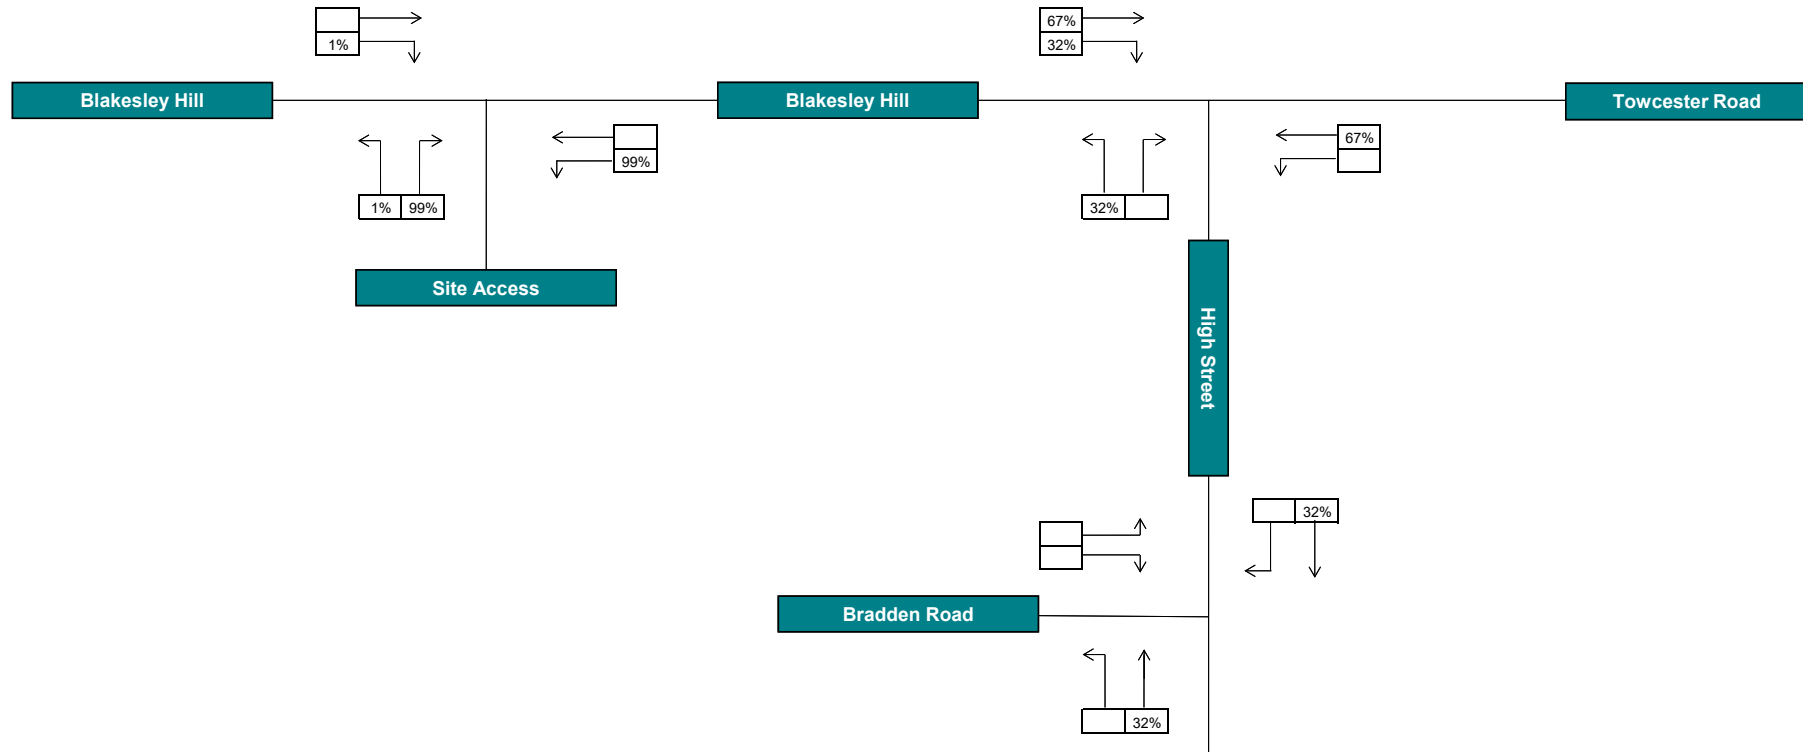 67%
1%
32%
Blakesley Hill
Blakesley Hill
Towcester Road
67%
99%
1% 99%
32%
Site Access
High Street
32%
Bradden Road
32%